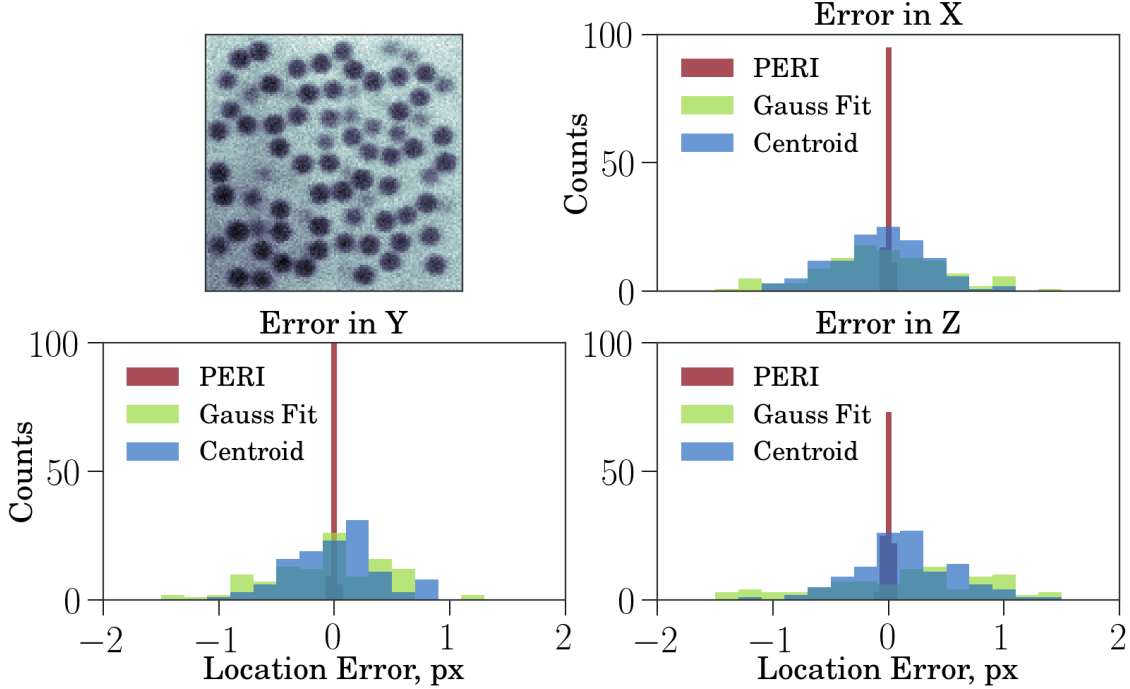 Error in X
100
50
0
Counts
PERI
Gauss Fit
Centroid
Error in Y
100
50
0
Counts
PERI
Gauss Fit
Centroid
−2
−1
0
1
2
Location Error, px
Error in Z
100
50
0
PERI
Gauss Fit
Centroid
−2
−1
0
1
2
Location Error, px